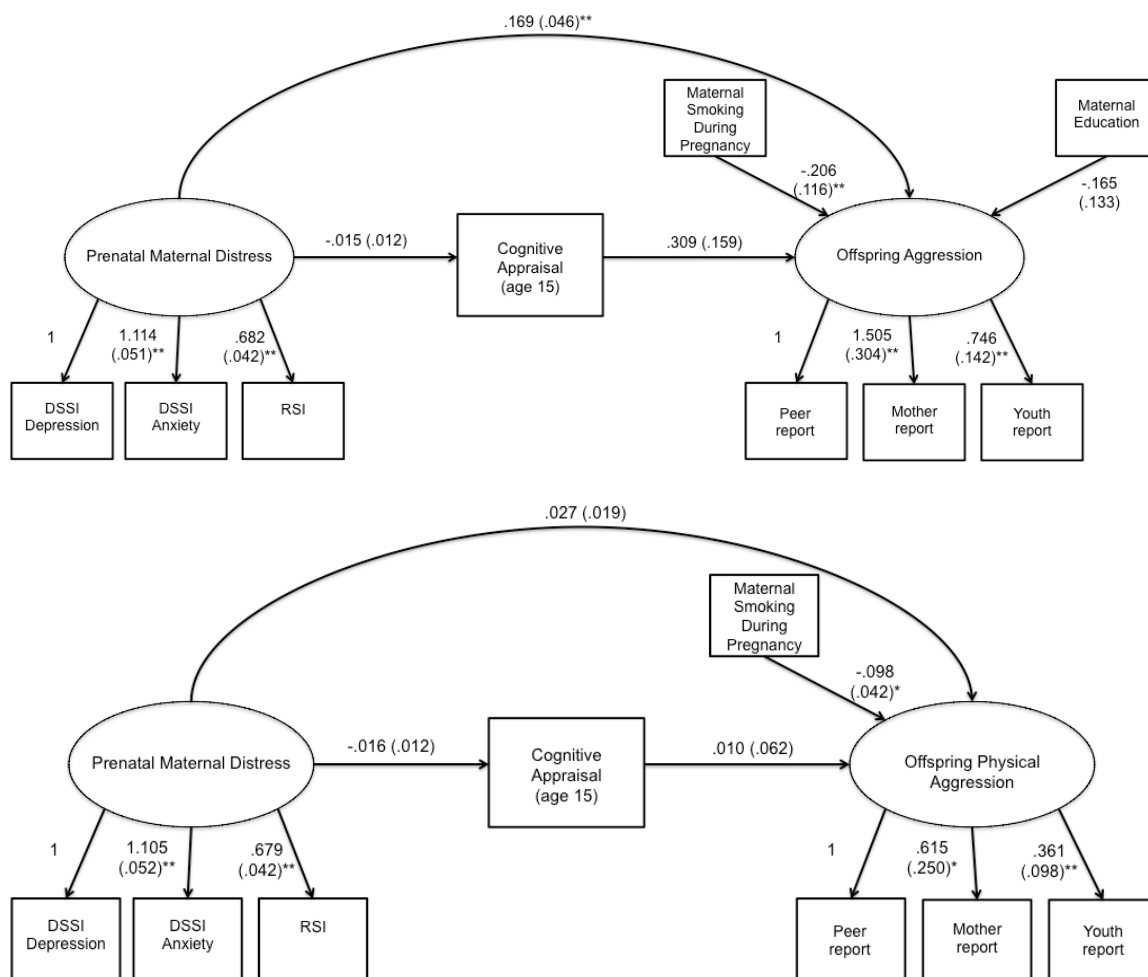 .169 (.046)**
Maternal
Smoking
During
Pregnancy
Maternal
Education
-.206
(.116)**
-.165
(.133)
Prenatal Maternal Distress
-.015 (.012)
Cognitive
Appraisal
(age 15)
.309 (.159)
Offspring Aggression
1
1.114
(.051)**
.682
(.042)**
1
1.505
(.304)**
.746
(.142)**
DSSI
Depression
DSSI
Anxiety
RSI
Peer
report
Mother
report
Youth
report
.027 (.019)
Maternal
Smoking
During
Pregnancy
-.098
(.042)*
Prenatal Maternal Distress
-.016 (.012)
Cognitive
Appraisal
(age 15)
.010 (.062)
Offspring Physical
Aggression
1
1.105
(.052)**
.679
(.042)**
1
.615
(.250)*
.361
(.098)**
DSSI
Depression
DSSI
Anxiety
RSI
Peer
report
Mother
report
Youth
report